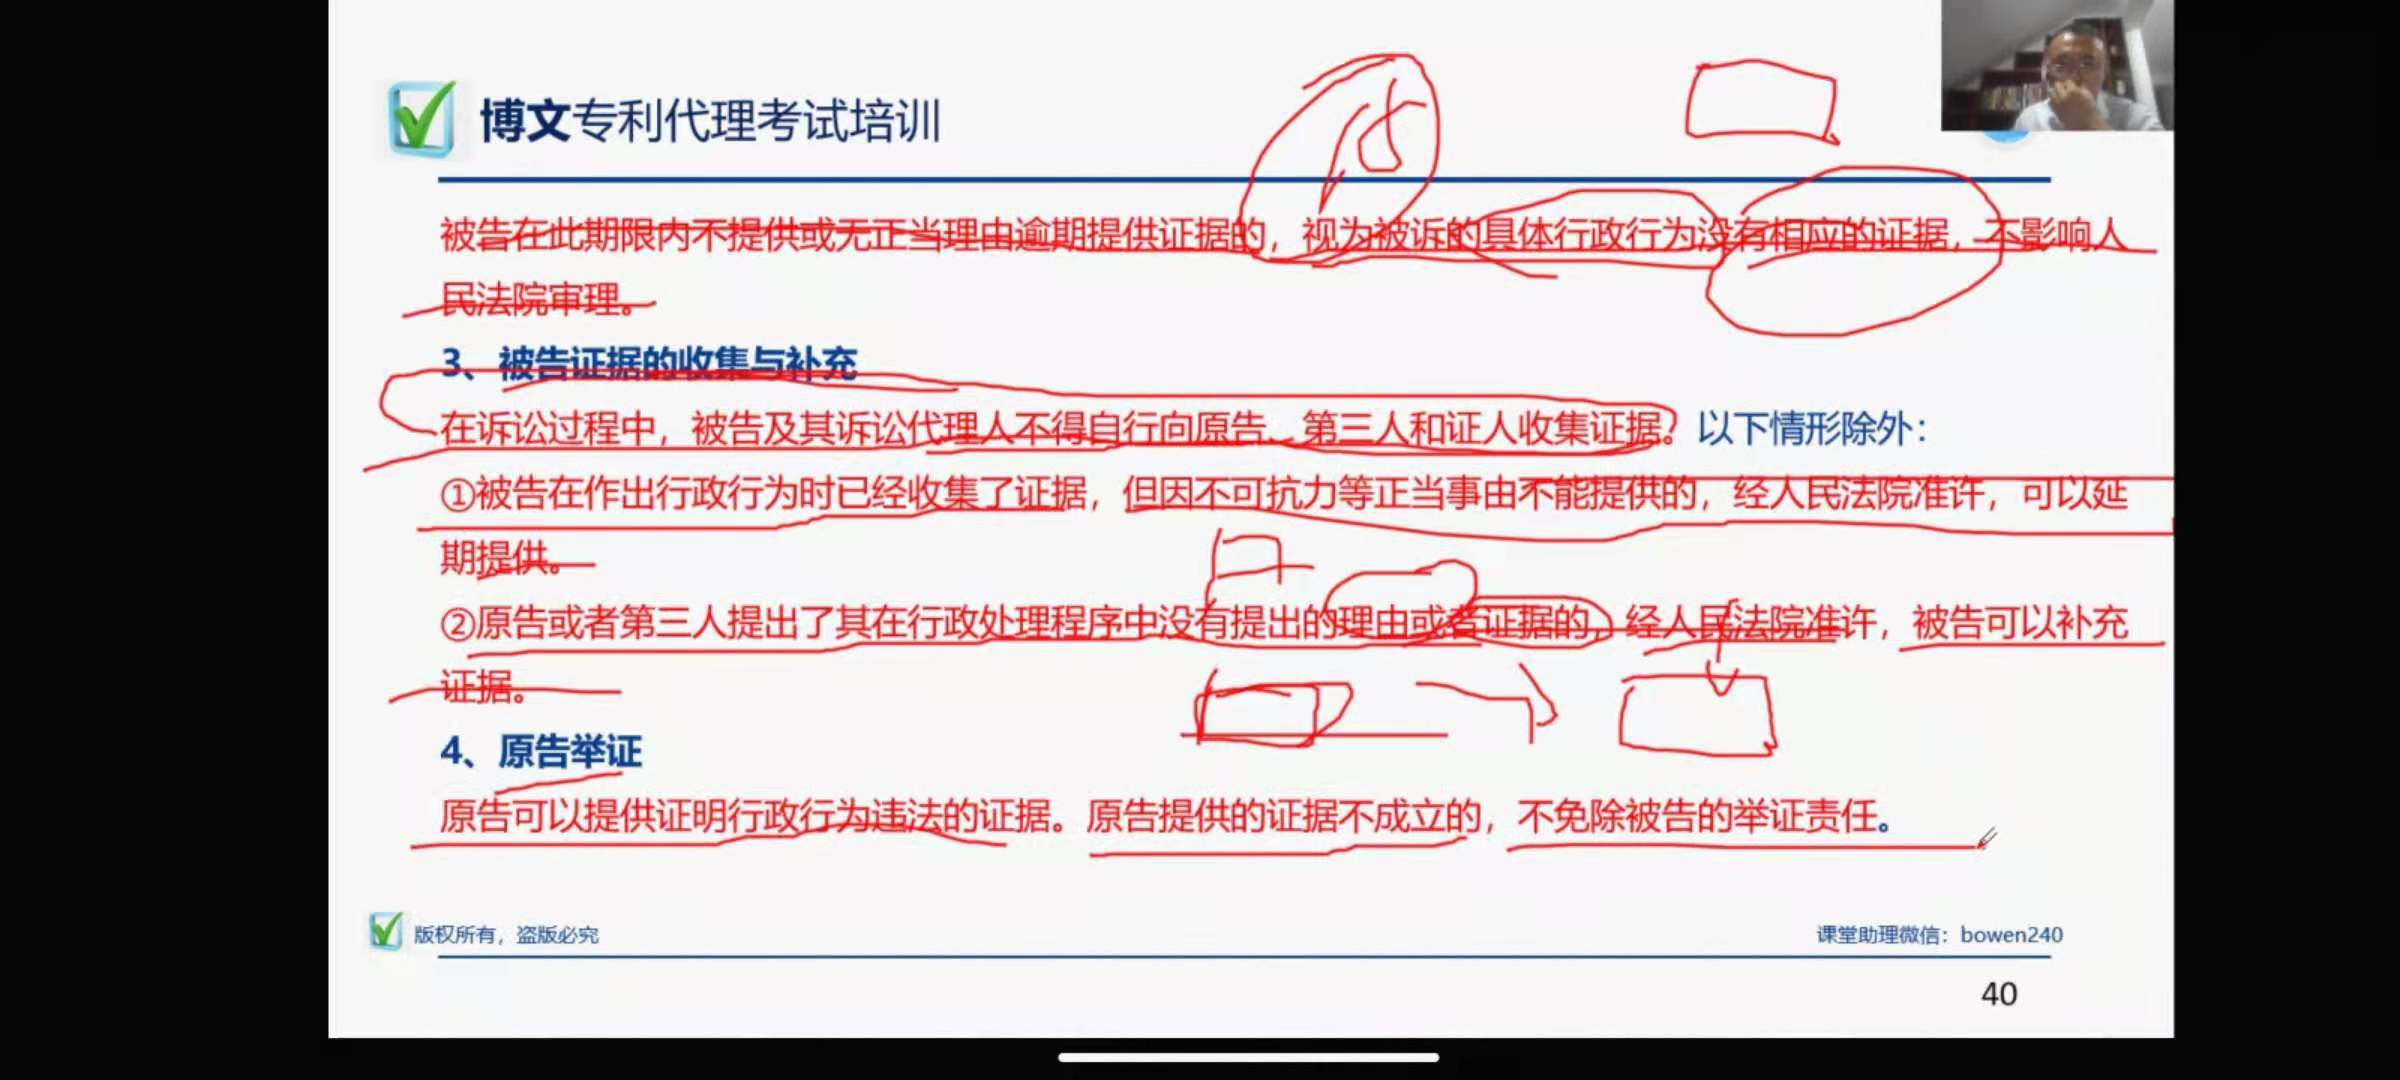 博文专利代理考试培训
被告在此期限内不提供或无正当理由逾期提供证据的，视为被诉的具体行政行为没有相应的证据，不影响人
民法院审理。
3、被告证据的收集与补充
在诉讼过程中，被告及其诉讼代理人不得自行向原告、第三人和证人收集证据。以下情形除外：
①被告在作出行政行为时已经收集了证据，但因不可抗力等正当事由不能提供的，经人民法院准许，可以延
期提供。
②原告或者第三人提出了其在行政处理程序中没有提出的理由或者证据的，经人民法院准许，被告可以补充
证据。
4、原告举证
原告可以提供证明行政行为违法的证据。原告提供的证据不成立的，不免除被告的举证责任。
版权所有，盗版必究
课堂助理微信：bowen240
40